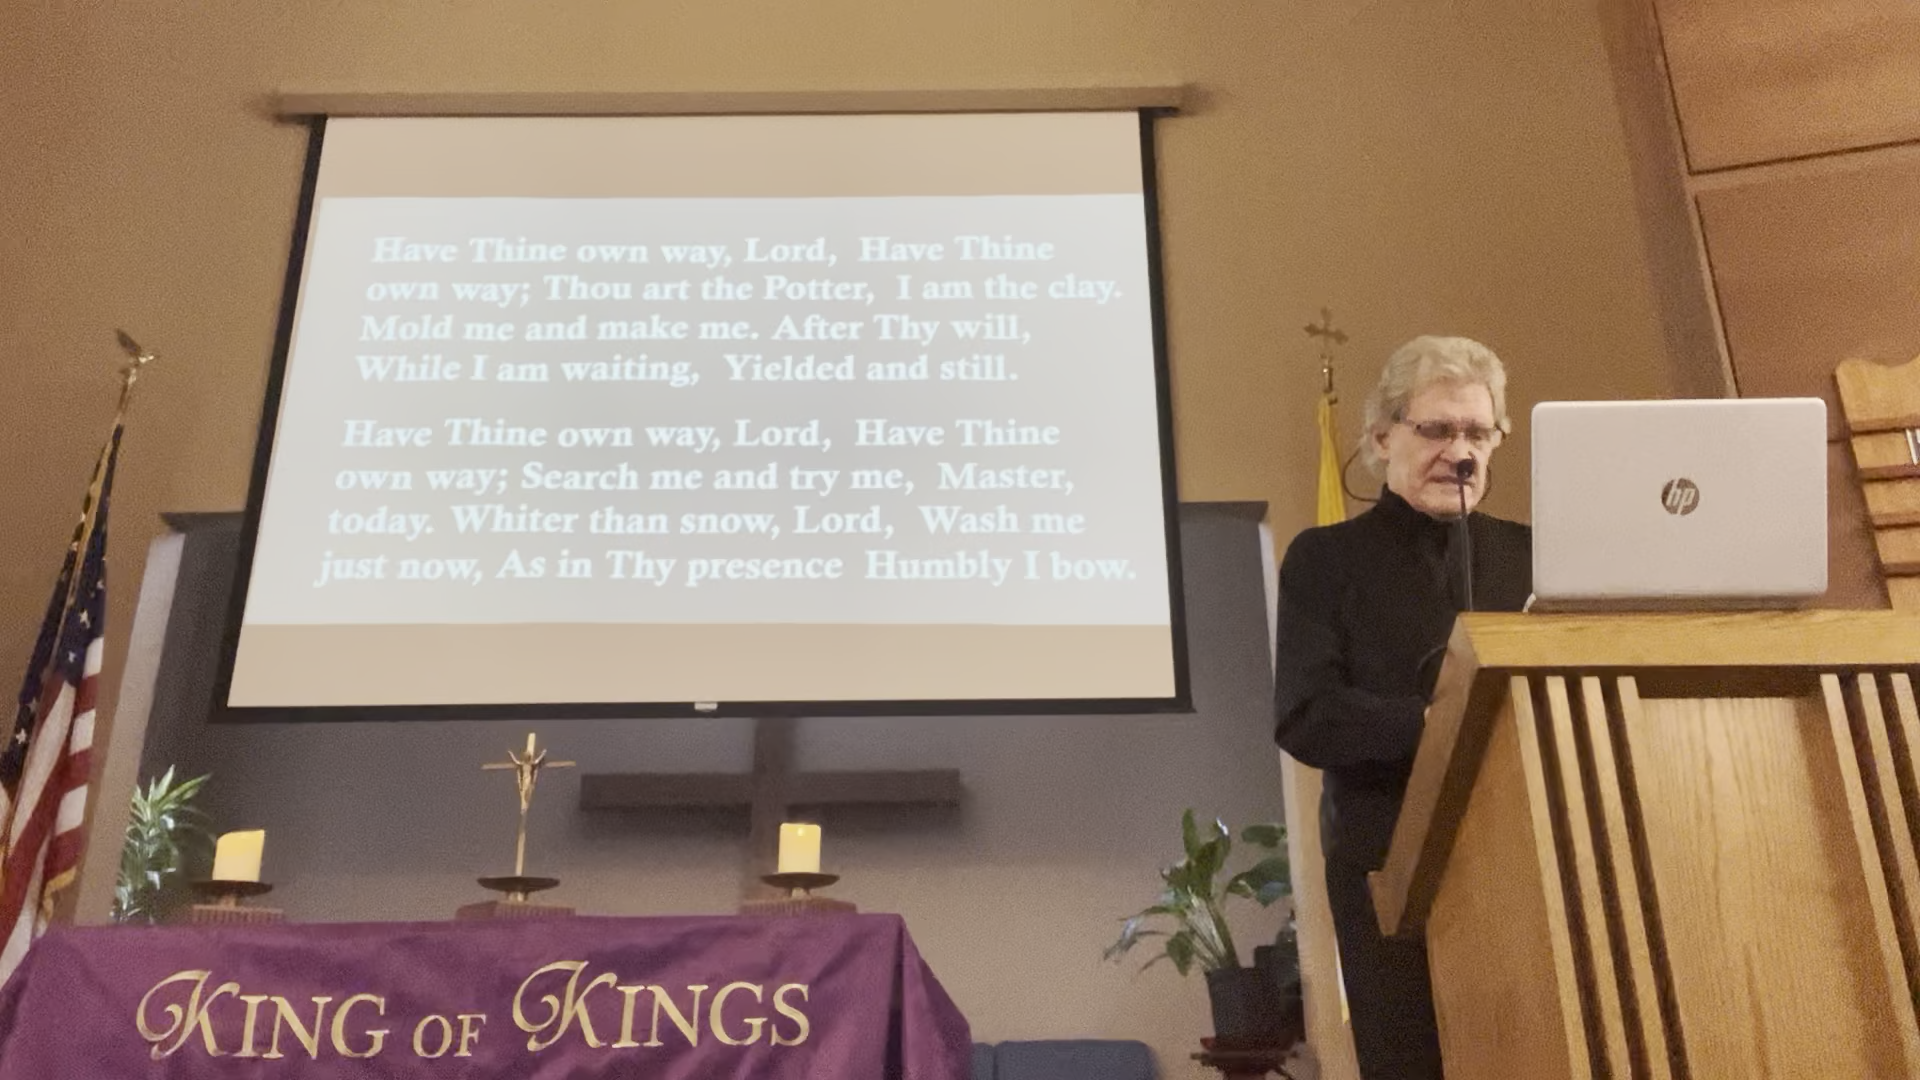 Have Thine own way, Lord, Have Thine
own way; Thou art the Potter, I am the clay.
Mold me and make me. After Thy will,
While I am waiting, Yielded and still.
Have Thine own way, Lord, Have Thine
own way; Search me and try me, Master,
today. Whiter than snow, Lord, Wash me
just now, As in Thy presence Humbly I bow.
hp
KING OF KINGS